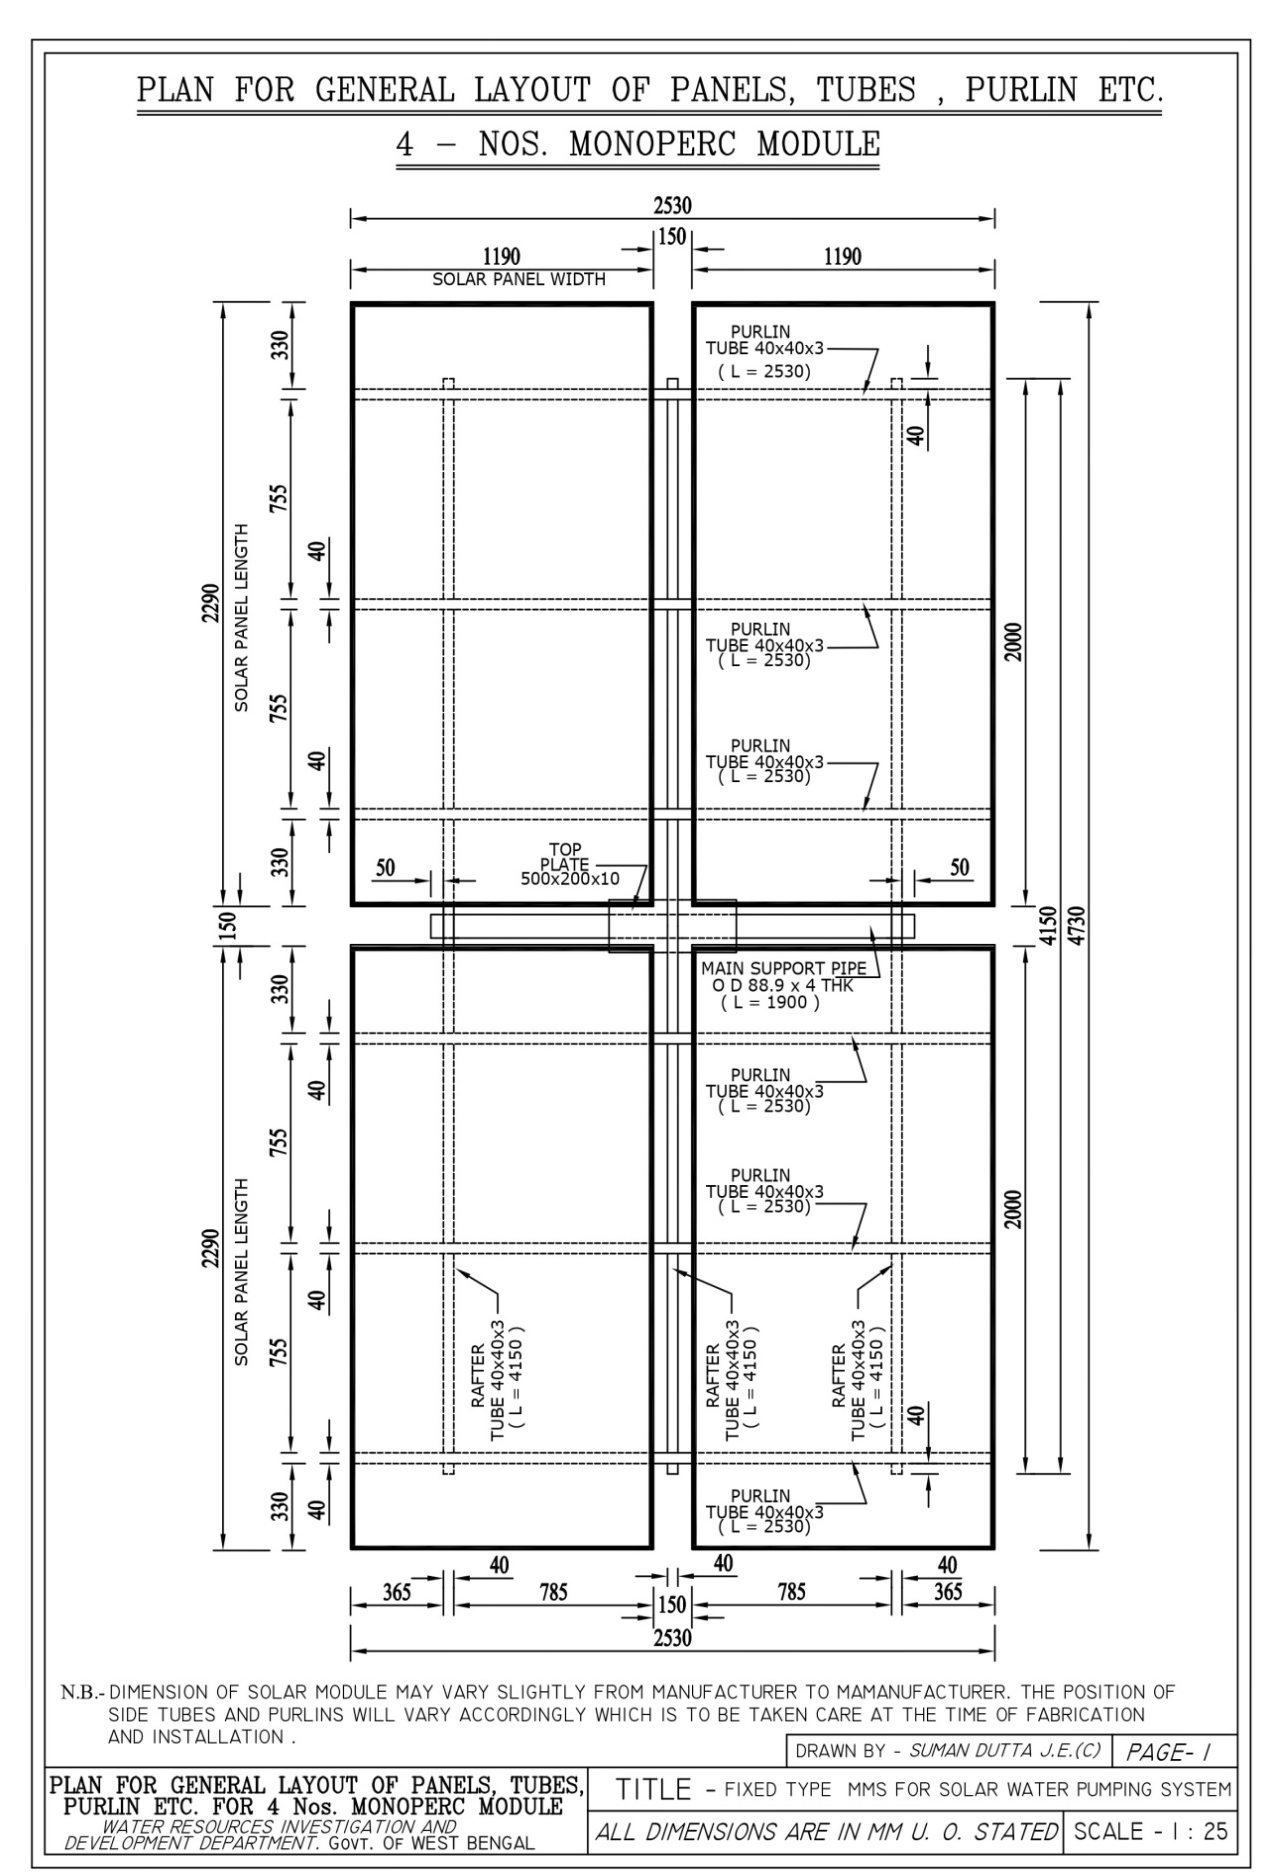 PLAN FOR GENERAL LAYOUT OF PANELS, TUBES , PURLIN ETC.
4 - NOS. MONOPERC MODULE
2530
150
1190
1190
SOLAR PANEL WIDTH
330
PURLIN
TUBE 40x40x3
( L = 2530)
40
755
40
2290
SOLAR PANEL LENGTH
PURLIN
TUBE 40x40x3
( L = 2530)
2000
755
40
PURLIN
TUBE 40x40x3
( L = 2530)
330
50
TOP
PLATE
500x200x10
50
150
4150
4730
MAIN SUPPORT PIPE
O D 88.9 x 4 THK
( L = 1900 )
330
40
PURLIN
TUBE 40x40x3
( L = 2530)
755
PURLIN
TUBE 40x40x3
( L = 2530)
2000
2290
SOLAR PANEL LENGTH
40
755
RAFTER
TUBE 40x40x3
( L = 4150 )
RAFTER
TUBE 40x40x3
( L = 4150 )
RAFTER
TUBE 40x40x3
( L = 4150 )
40
330
40
PURLIN
TUBE 40x40x3
( L = 2530)
40
40
40
365
785
150
785
365
2530
N.B.- DIMENSION OF SOLAR MODULE MAY VARY SLIGHTLY FROM MANUFACTURER TO MAMANUFACTURER. THE POSITION OF
SIDE TUBES AND PURLINS WILL VARY ACCORDINGLY WHICH IS TO BE TAKEN CARE AT THE TIME OF FABRICATION
AND INSTALLATION .
DRAWN BY - SUMAN DUTTA J.E.(C)
PAGE- 1
PLAN FOR GENERAL LAYOUT OF PANELS, TUBES,
PURLIN ETC. FOR 4 Nos. MONOPERC MODULE
WATER RESOURCES INVESTIGATION AND
DEVELOPMENT DEPARTMENT. GOVT. OF WEST BENGAL
TITLE - FIXED TYPE MMS FOR SOLAR WATER PUMPING SYSTEM
ALL DIMENSIONS ARE IN MM U. O. STATED
SCALE - 1 : 25